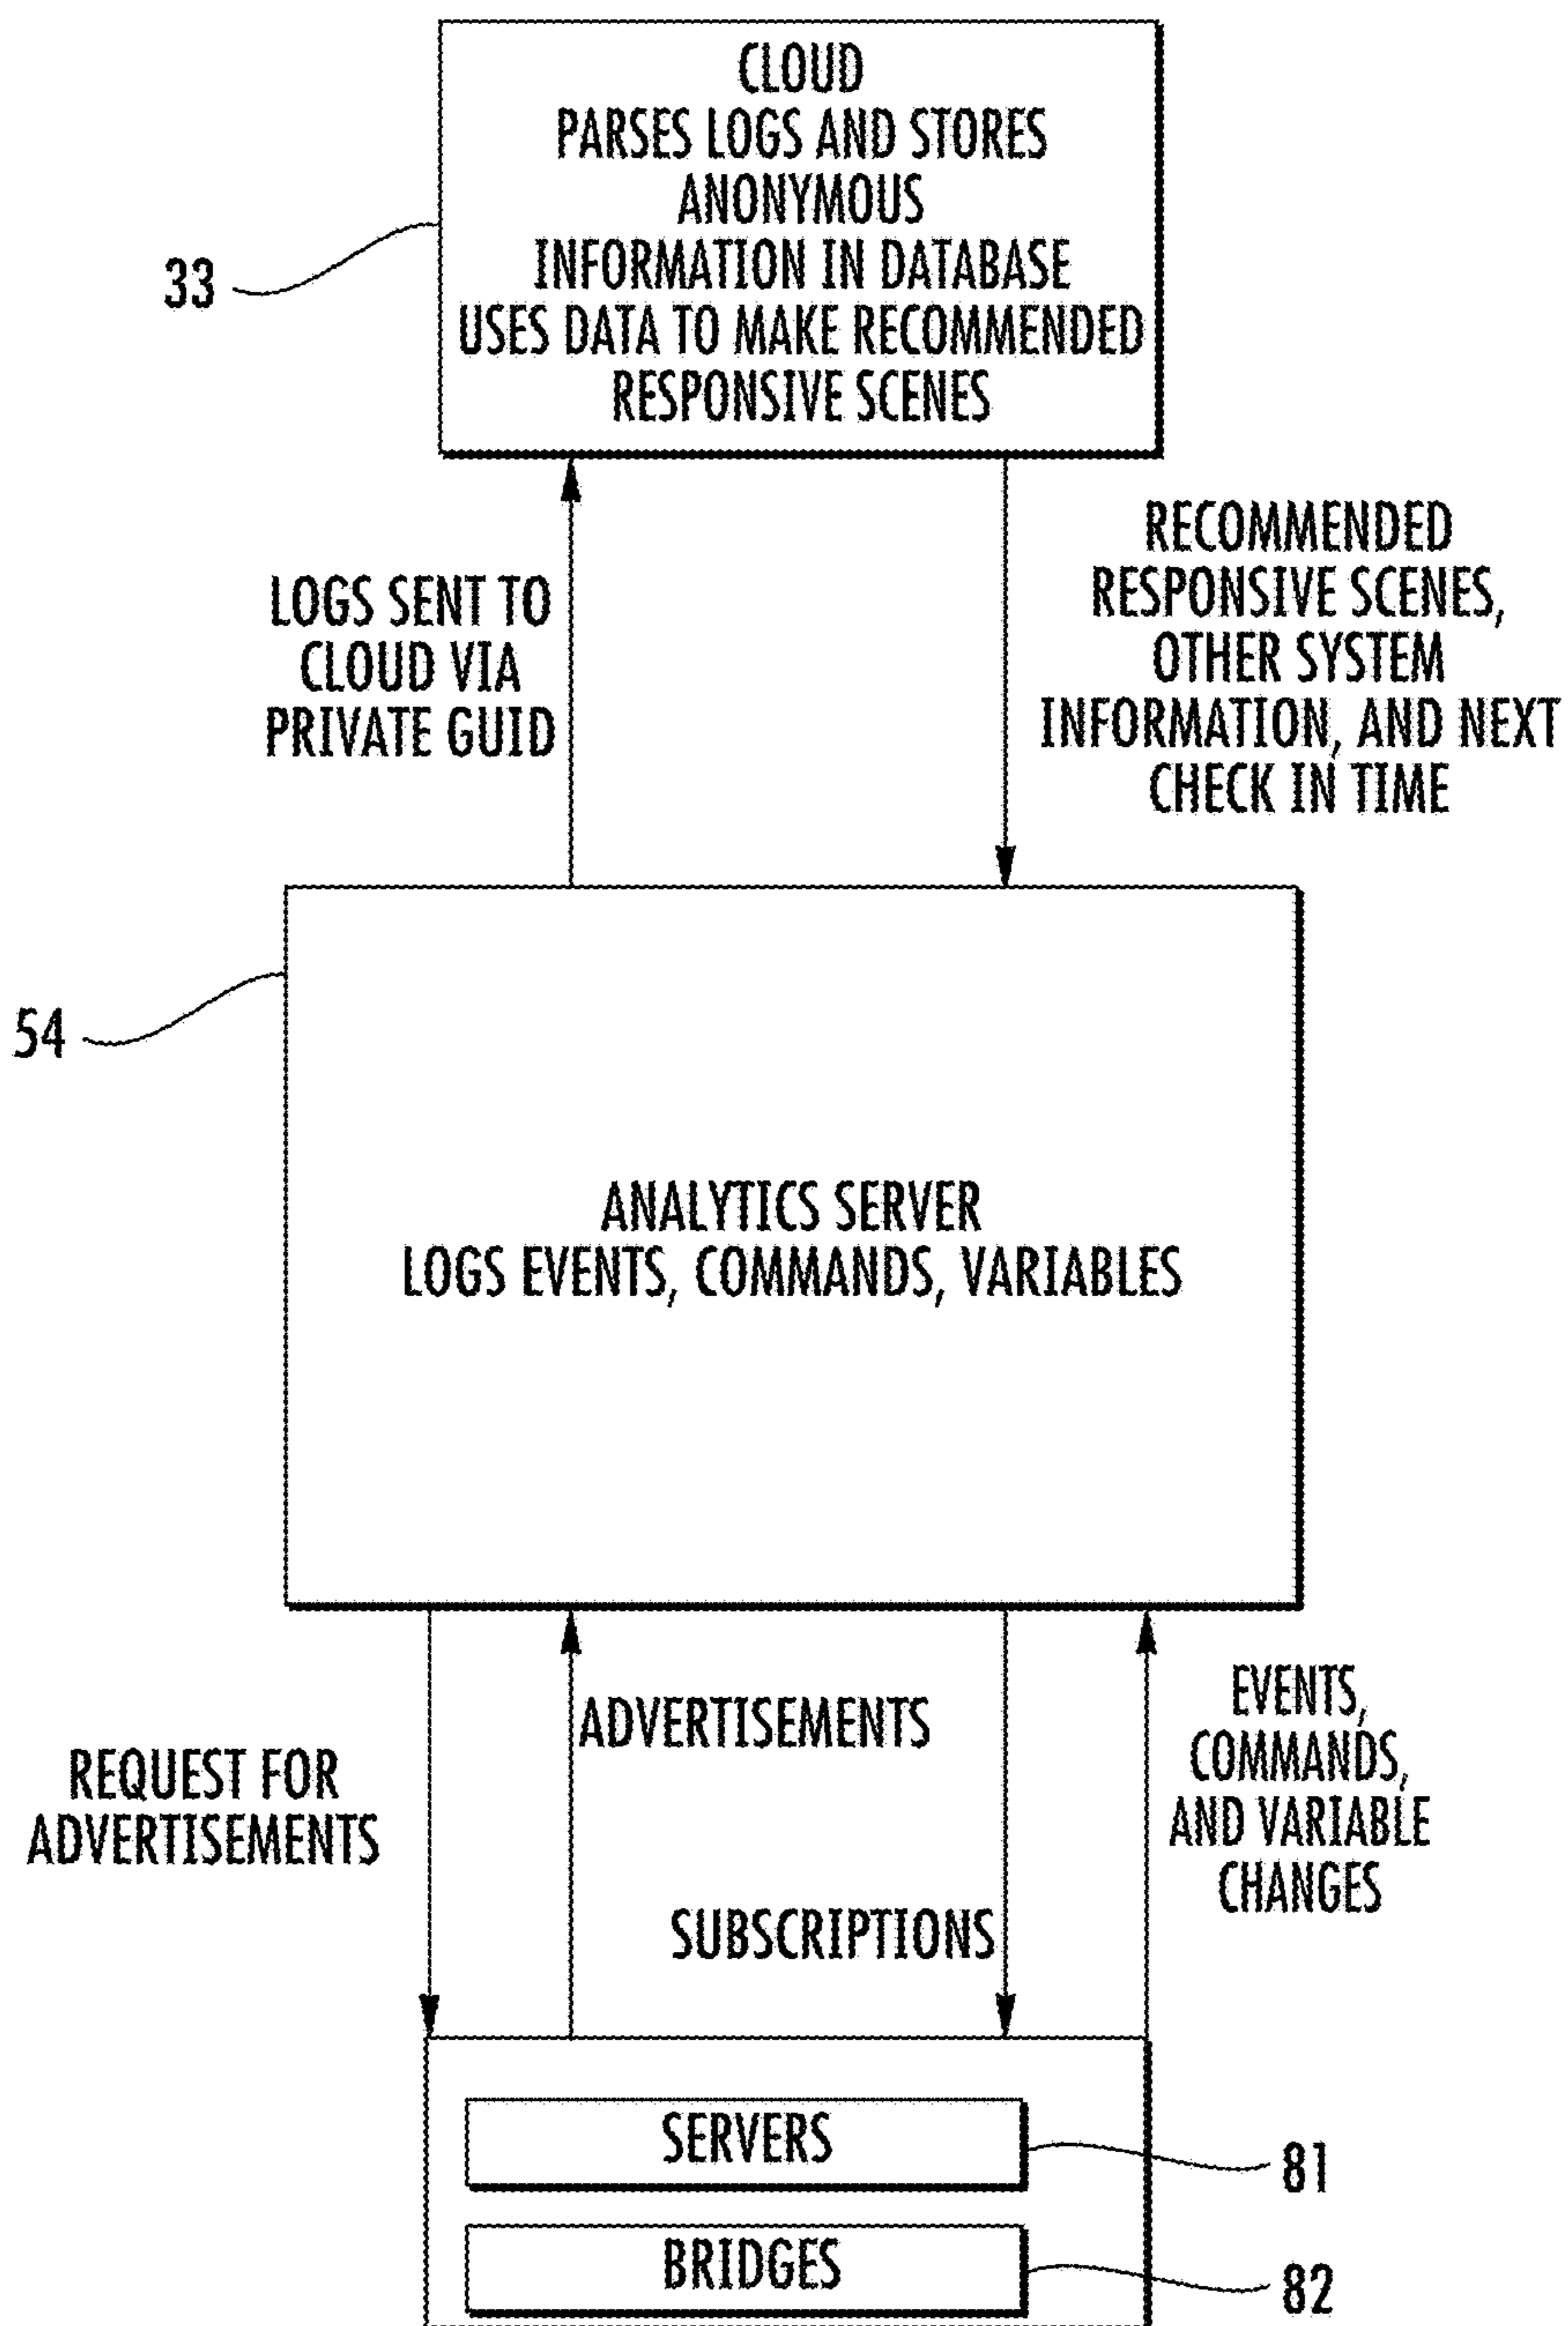 CLOUD
PARSES LOGS AND STORES
ANONYMOUS
INFORMATION IN DATABASE
USES DATA TO MAKE RECOMMENDED
RESPONSIVE SCENES
33
LOGS SENT TO
CLOUD VIA
PRIVATE GUID
RECOMMENDED
RESPONSIVE SCENES,
OTHER SYSTEM
INFORMATION, AND NEXT
CHECK IN TIME
54
ANALYTICS SERVER
LOGS EVENTS, COMMANDS, VARIABLES
REQUEST FOR
ADVERTISEMENTS
ADVERTISEMENTS
SUBSCRIPTIONS
EVENTS,
COMMANDS,
AND VARIABLE
CHANGES
SERVERS
81
BRIDGES
82